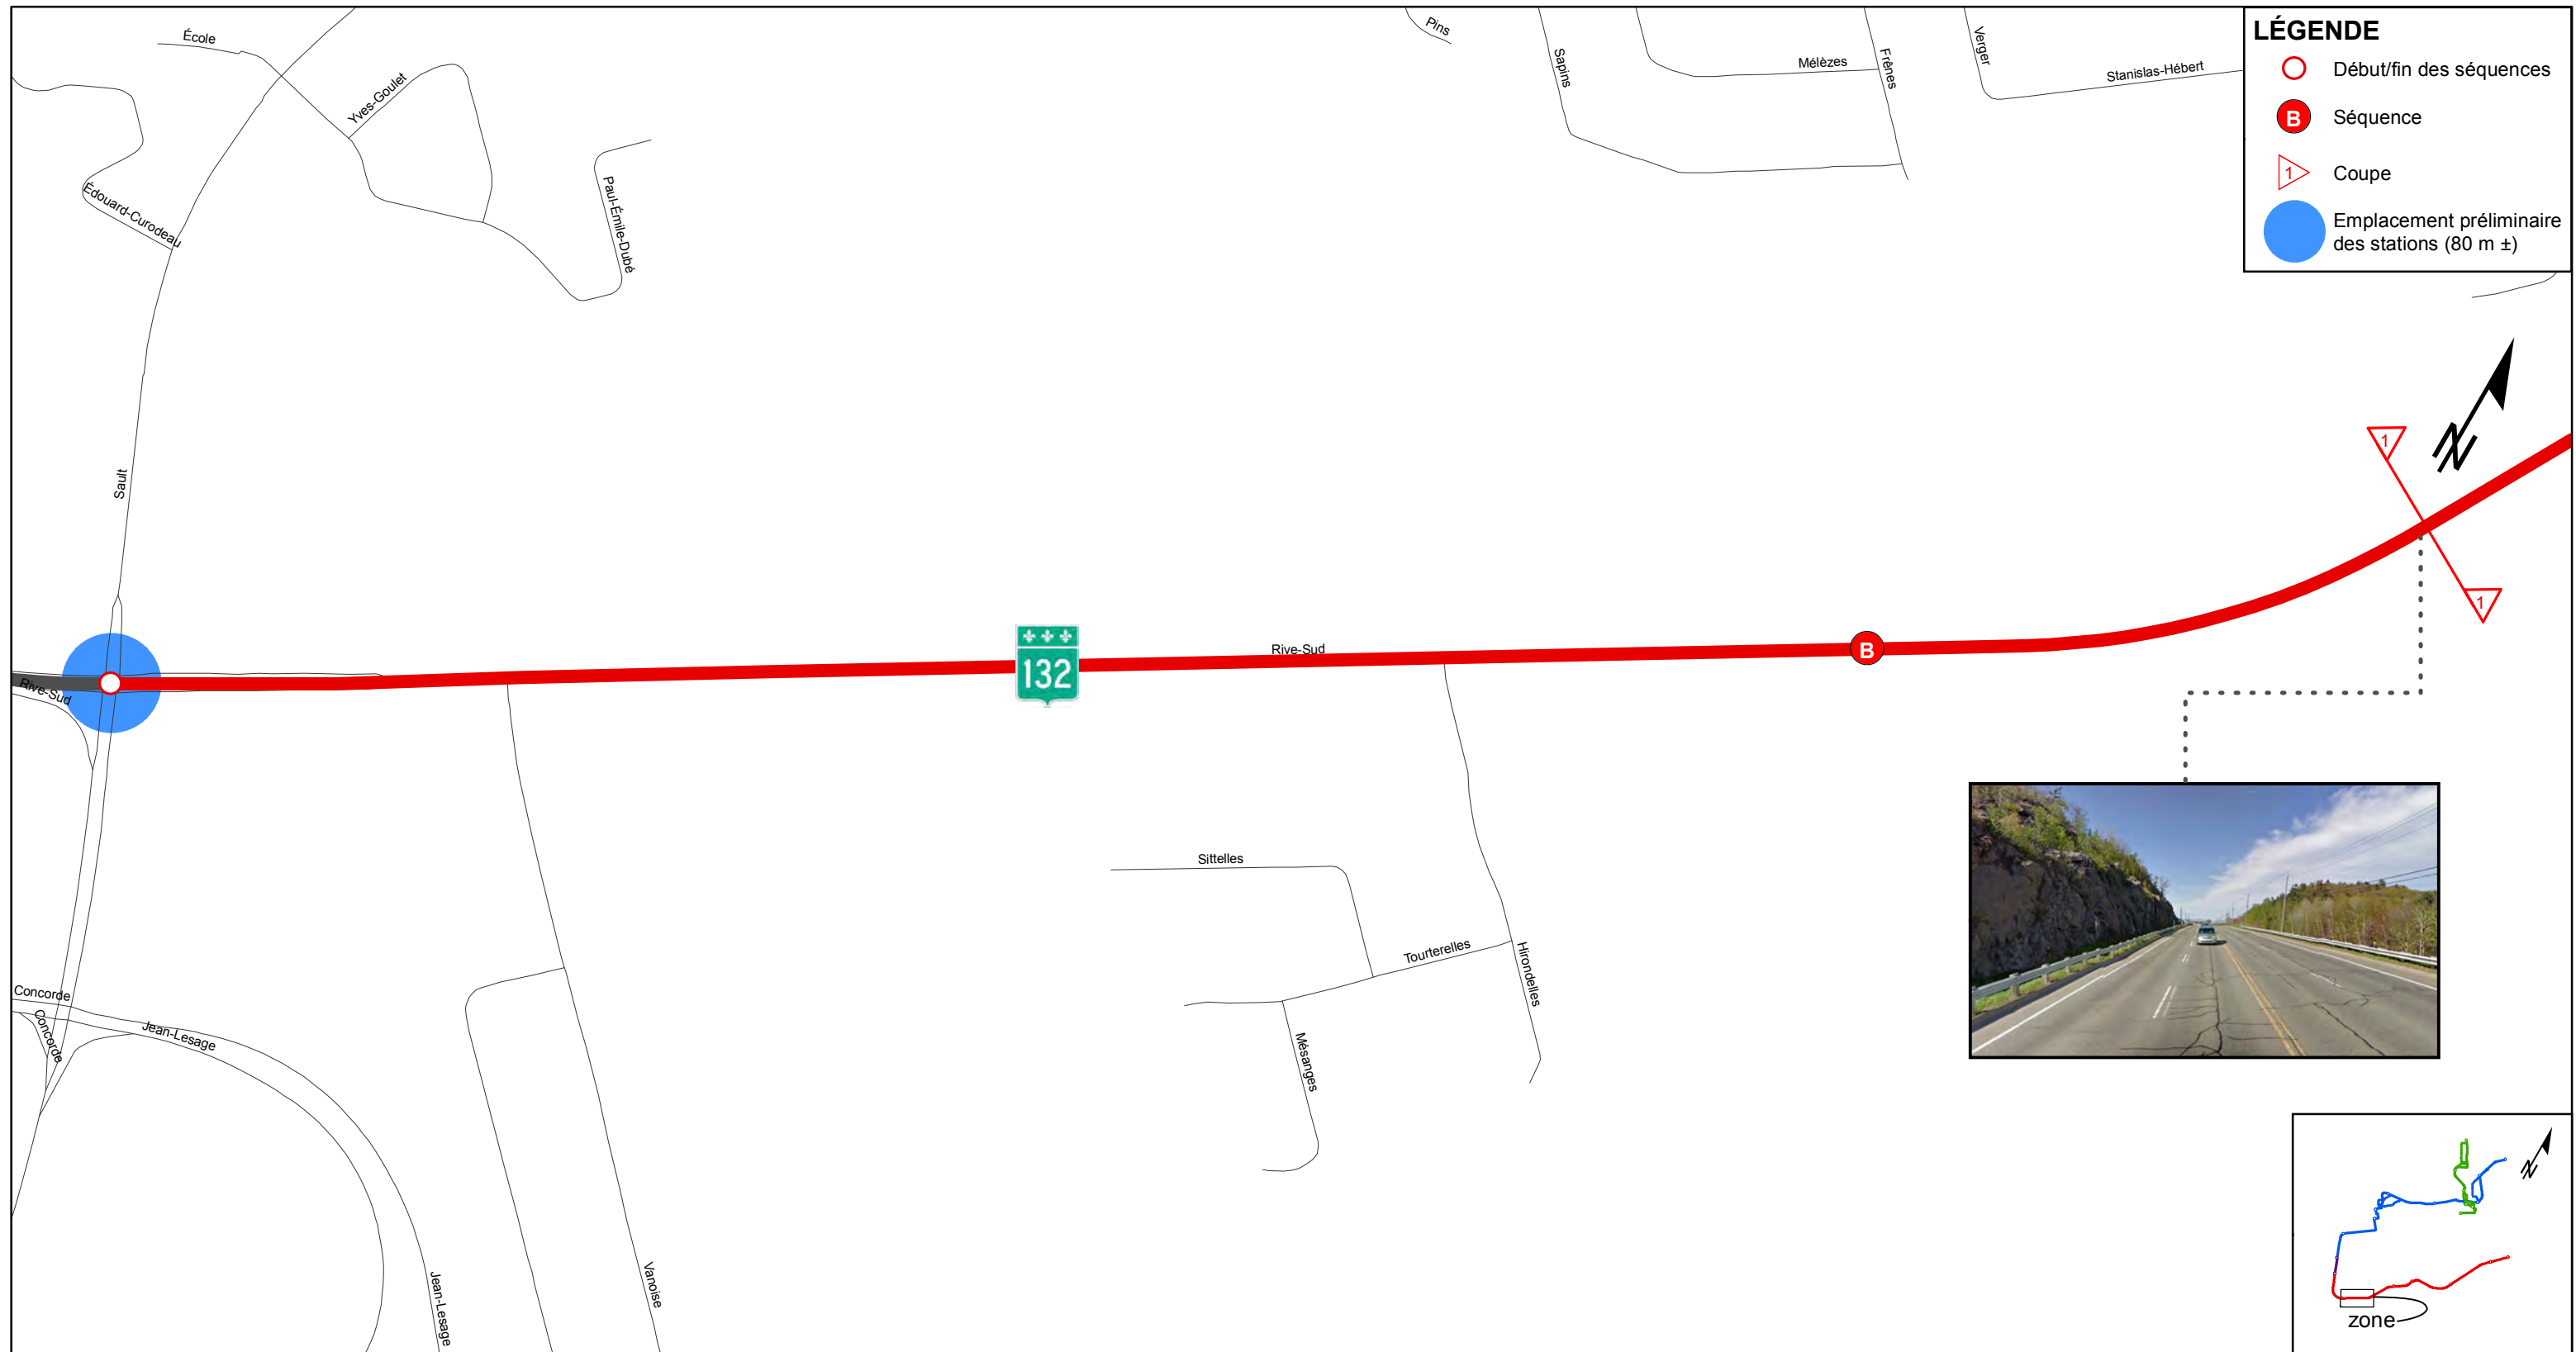 LÉGENDE
Début/fin des séquences
B
Séquence
1
Coupe
Emplacement préliminaire
des stations (80 m ±)
École
Yves-Goulet
Édouard-Curodeau
Paul-Émile-Dubé
Pins
Sapins
Mélèzes
Frênes
Verger
Stanislas-Hébert
Sault
N
1
1
Rive-Sud
132
Rive-Sud
B
Sittelles
Tourterelles
Hirondelles
Mésanges
Concorde
Concorde
Jean-Lesage
Jean-Lesage
Vanoise
N
zone